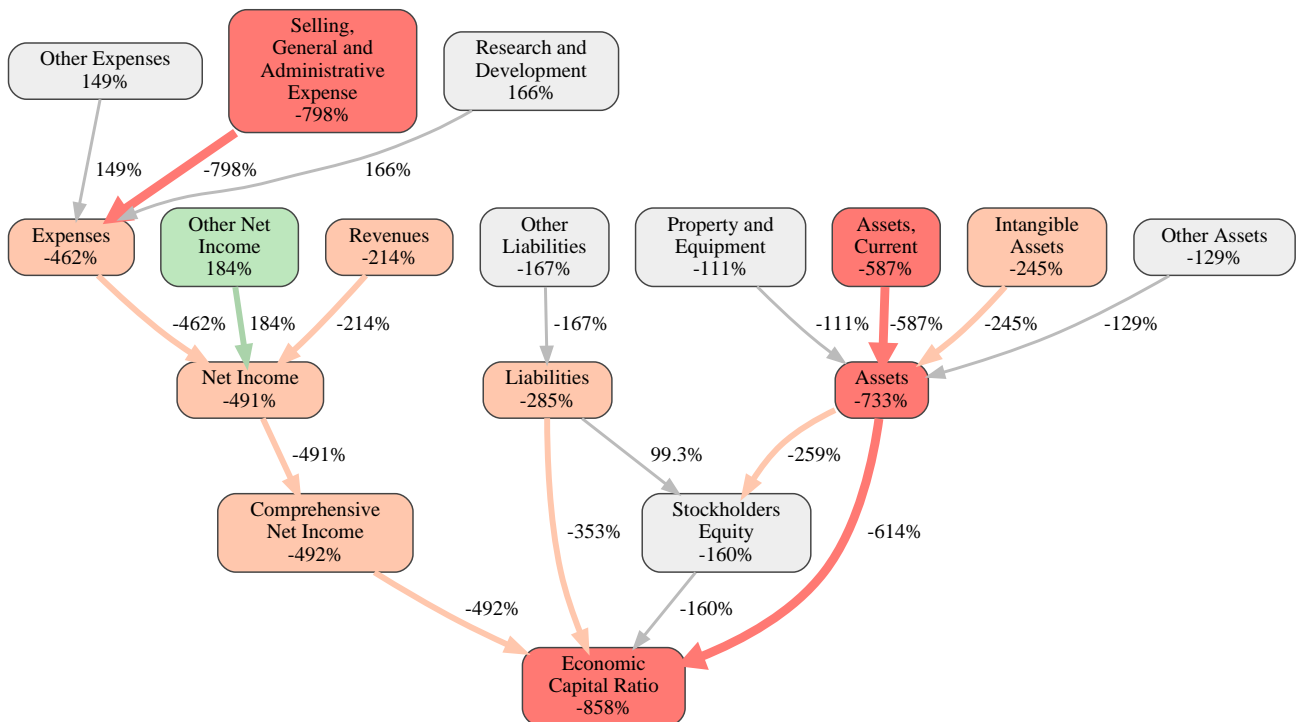 Other Expenses
149%
Selling,
General and
Administrative
Expense
-798%
Research and
Development
166%
149%
-798%
166%
Expenses
-462%
Other Net
Income
184%
Revenues
-214%
Other
Liabilities
-167%
Property and
Equipment
-111%
Assets,
Current
-587%
Intangible
Assets
-245%
Other Assets
-129%
-462%
184%
-214%
-167%
-111%
-587%
-245%
-129%
Net Income
-491%
Liabilities
-285%
Assets
-733%
-491%
99.3%
-259%
Comprehensive
Net Income
-492%
Stockholders
Equity
-160%
-353%
-614%
-492%
-160%
Economic
Capital Ratio
-858%